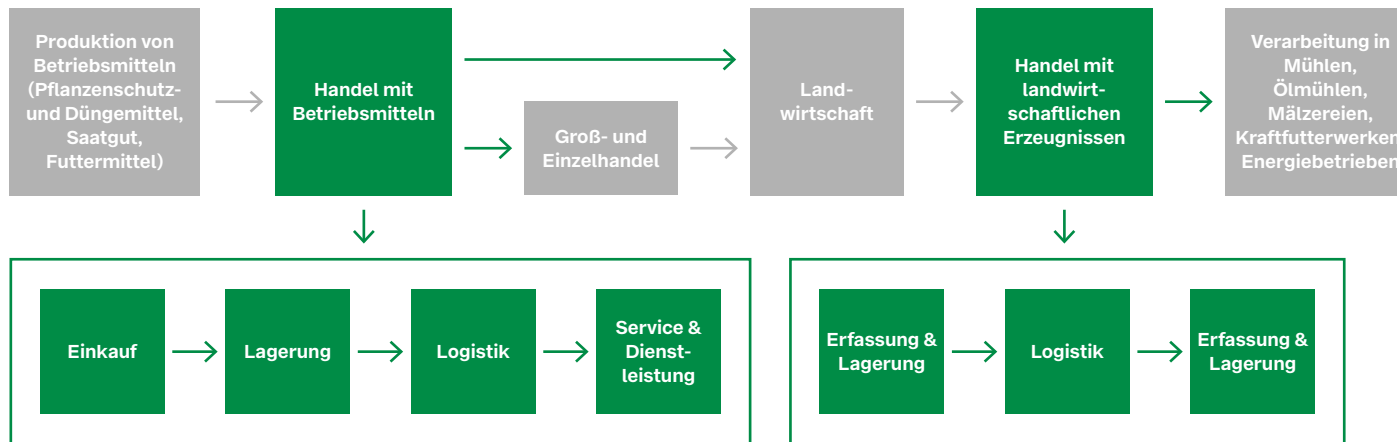 Produktion von
Betriebsmitteln
(Pflanzenschutz-
und Düngemittel,
Saatgut,
Futtermittel)
Handel mit
Betriebsmitteln
Groß- und
Einzelhandel
Land-
wirtschaft
Handel mit
landwirt-
schaftlichen
Erzeugnissen
Verarbeitung in
Mühlen,
Ölmühlen,
Mälzereien,
Kraftfutterwerken
Energiebetrieben
Einkauf
Lagerung
Logistik
Service &
Dienst-
leistung
Erfassung &
Lagerung
Logistik
Erfassung &
Lagerung